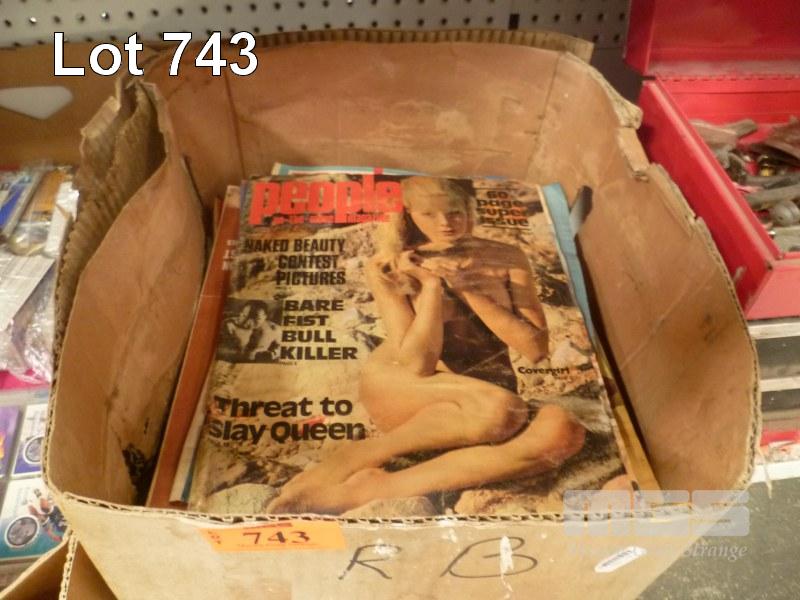 Lot 743
people
60
page
super
issue
NAKED BEAUTY
CONTEST
PICTURES
BARE
FIST
BULL
KILLER
Covergirl
Threat to
slay Queen
743
R B
MGS